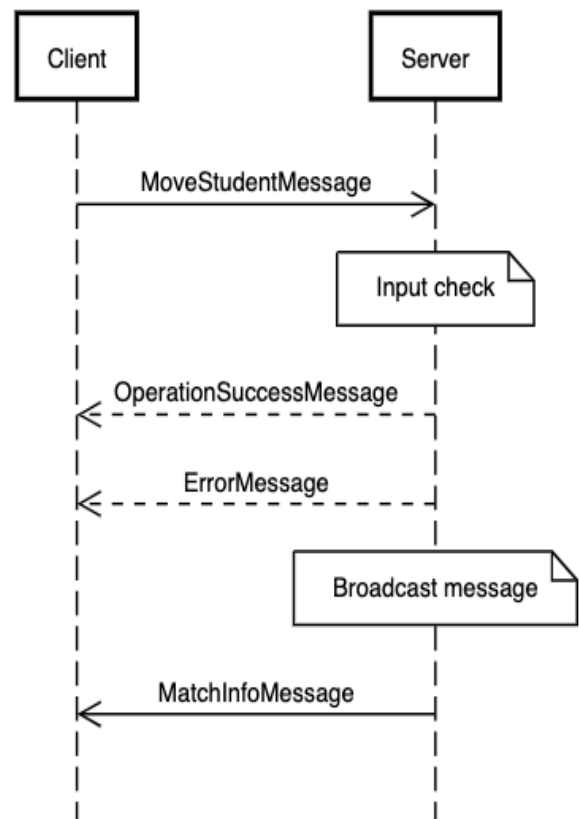 Client
Server
MoveStudentMessage
Input check
OperationSuccessMessage
ErrorMessage
Broadcast message
MatchInfoMessage